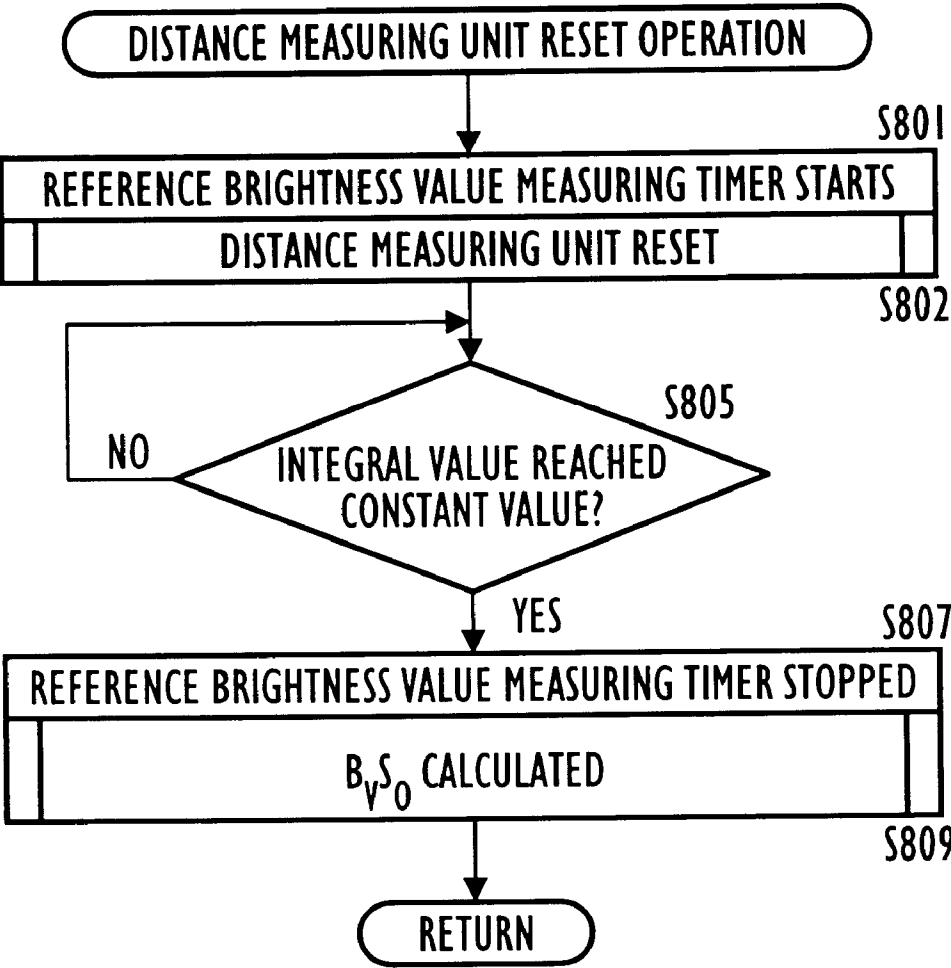 DISTANCE MEASURING UNIT RESET OPERATION
S801
REFERENCE BRIGHTNESS VALUE MEASURING TIMER STARTS
DISTANCE MEASURING UNIT RESET
S802
S805
NO
INTEGRAL VALUE REACHED
CONSTANT VALUE?
YES
S807
REFERENCE BRIGHTNESS VALUE MEASURING TIMER STOPPED
BVS0 CALCULATED
S809
RETURN